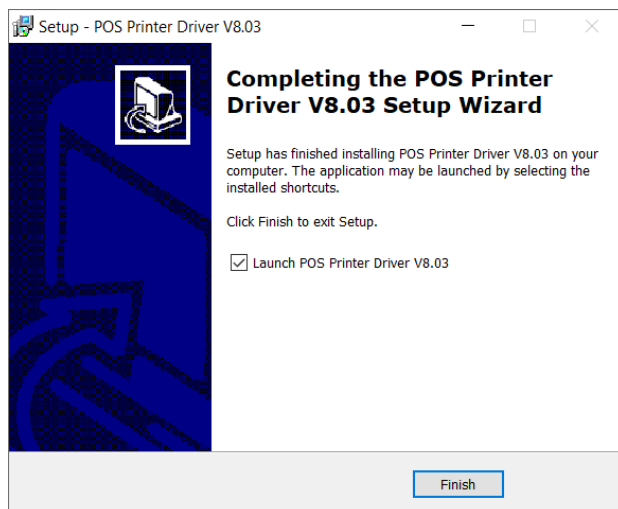 Setup - POS Printer Driver V8.03
Completing the POS Printer
Driver V8.03 Setup Wizard
Setup has finished installing POS Printer Driver V8.03 on your
computer. The application may be launched by selecting the
installed shortcuts.
Click Finish to exit Setup.
Launch POS Printer Driver V8.03
Finish